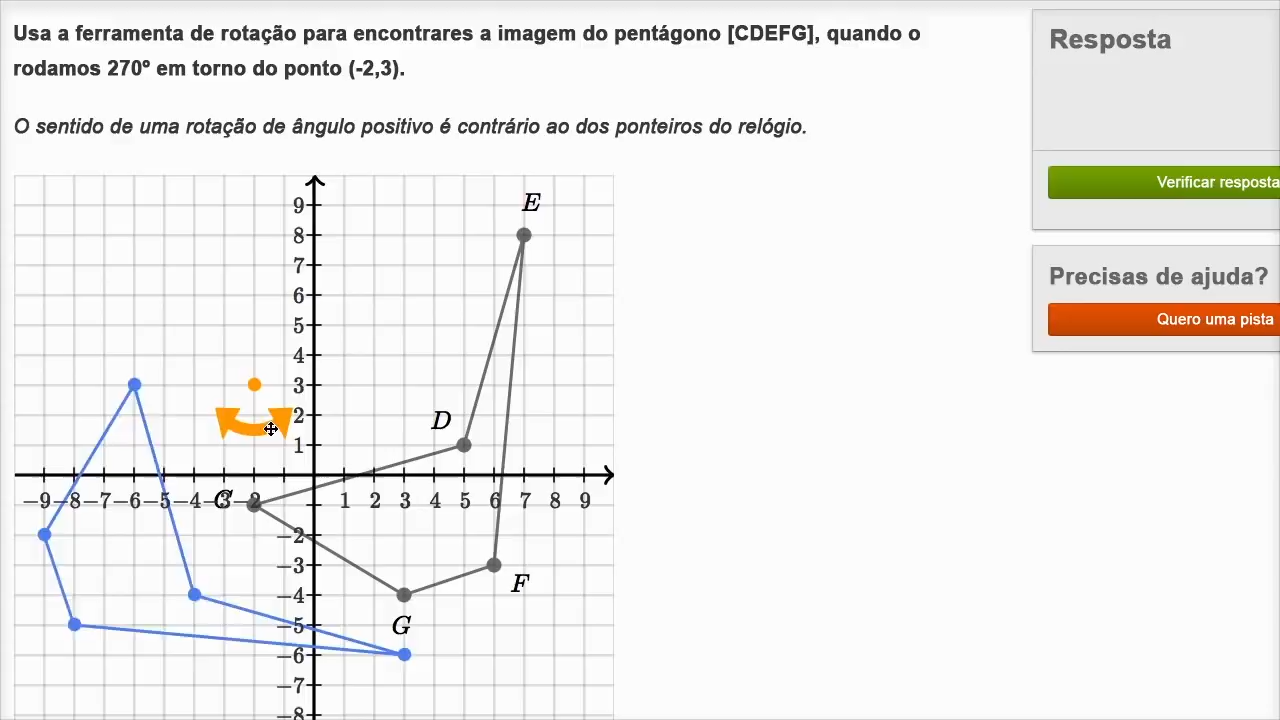 Usa a ferramenta de rotação para encontrares a imagem do pentágono [CDEFG], quando o
rodamos 270º em torno do ponto (-2,3).
O sentido de uma rotação de ângulo positivo é contrário ao dos ponteiros do relógio.
Resposta
Verificar resposta
Precisas de ajuda?
Quero uma pista
E
9
8
7
6
5
4
3
2
D
1
−9 −8 −7 −6 −5 −4 −3 −2 1 2 3 4 5 6 7 8 9
C
−2
−3
F
−4
G
−5
−6
−7
−8